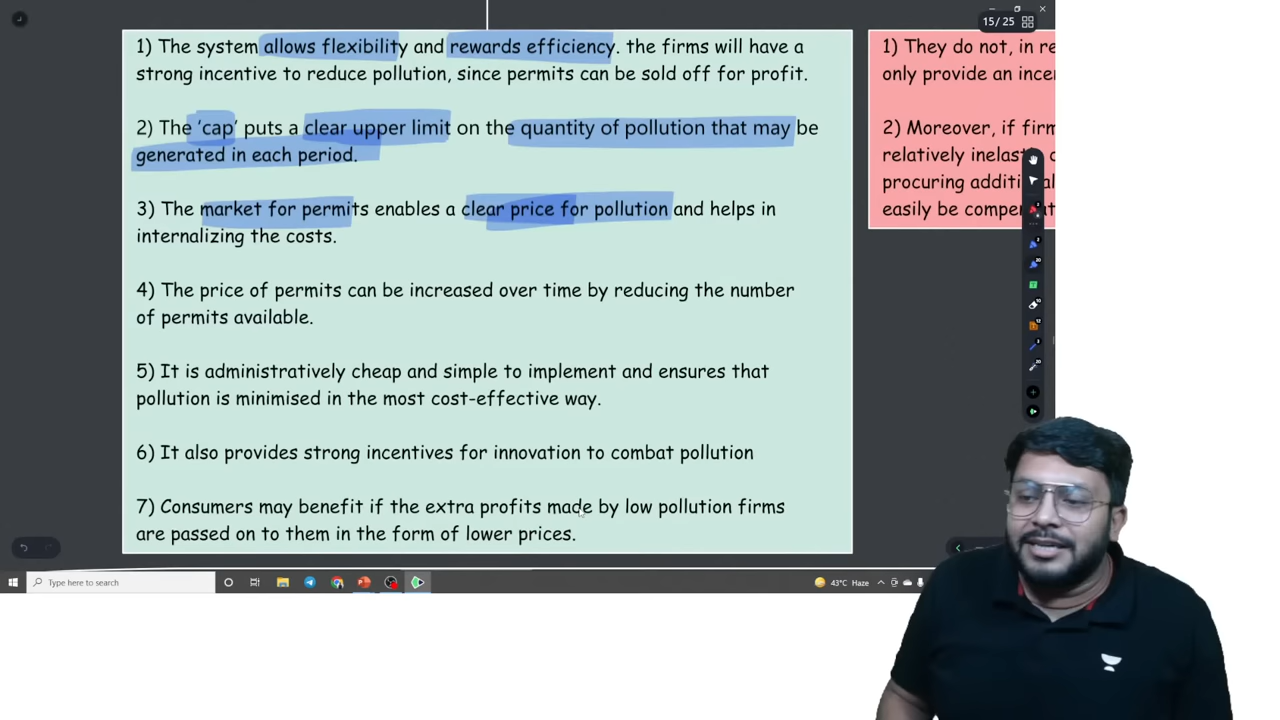 15/25
1) The system allows flexibility and rewards efficiency. the firms will have a
strong incentive to reduce pollution, since permits can be sold off for profit.
2) The 'cap' puts a clear upper limit on the quantity of pollution that may be
generated in each period.
3) The market for permits enables a clear price for pollution and helps in
internalizing the costs.
4) The price of permits can be increased over time by reducing the number
of permits available.
5) It is administratively cheap and simple to implement and ensures that
pollution is minimised in the most cost-effective way.
6) It also provides strong incentives for innovation to combat pollution
7) Consumers may benefit if the extra profits made by low pollution firms
are passed on to them in the form of lower prices.
1) They do not, in re
only provide an ince
2) Moreover, if firm
relatively
procuring
easily be
Type here to search
43°C Haze